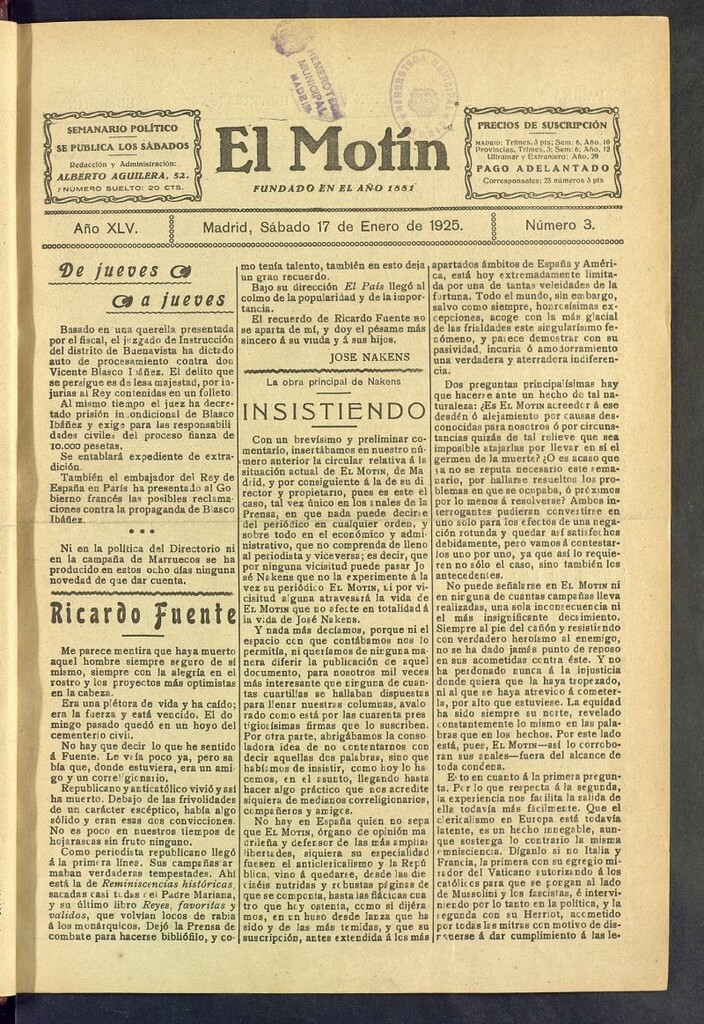 HEMEROTECA
MUNICIPAL
MADRID
HEMEROTECA MUNICIPAL
SEMANARIO POLÍTICO
SE PUBLICA LOS SÁBADOS
Redacción y Administración:
ALBERTO AGUILERA, 52.
NÚMERO SUELTO: 20 CTS.
El Motín
FUNDADO EN EL AÑO 1881
PRECIOS DE SUSCRIPCIÓN
MADRID: Trimes. 3 pts; Sem: 6, Año. 10
Provincias, Trimes, 3; Sem: 6, Año. 12
Ultramar y Extranjero: Año, 20
PAGO ADELANTADO
Corresponsales: 25 números 3 pts
Año XLV.
Madrid, Sábado 17 de Enero de 1925.
Número 3.
De jueves
a jueves
Basado en una querella presentada
por el fiscal, el juzgado de Instrucción
del distrito de Buenavista ha dictado
auto de procesamiento contra don
Vicente Blasco Ibáñez. El delito que
se persigue es de lesa majestad, por in-
jurias al Rey contenidas en un folleto.
Al mismo tiempo el juez ha decre-
tado prisión incondicional de Blasco
Ibáñez y exige para las responsabili
dades civiles del proceso fianza de
10.000 pesetas.
Se entablará expediente de extra-
dición.
También el embajador del Rey de
España en París ha presentado al Go
bierno francés las posibles reclama-
ciones contra la propaganda de Blasco
Ibáñez.
* * *
Ni en la política del Directorio ni
en la campaña de Marruecos se ha
producido en estos ocho días ninguna
novedad de que dar cuenta.
Ricardo Fuente
Me parece mentira que haya muerto
aquel hombre siempre seguro de sí
mismo, siempre con la alegría en el
rostro y los proyectos más optimistas
en la cabeza.
Era una plétora de vida y ha caído;
era la fuerza y está vencido. El do
mingo pasado quedó en un hoyo del
cementerio civil.
No hay que decir lo que he sentido
á Fuente. Le veía poco ya, pero sa
bía que, donde estuviera, era un ami-
go y un correligionario.
Republicano y anticatólico vivió y así
ha muerto. Debajo de las frivolidades
de un carácter escéptico, había algo
sólido y eran esas dos convicciones.
No es poco en nuestros tiempos de
hojarascas sin fruto ninguno.
Como periodista republicano llegó
á la primera línea. Sus campañas ar
maban verdaderas tempestades. Ahí
está la de Reminiscencias históricas,
sacadas casi todas del Padre Mariana,
y su último libro Reyes, favoritas y
validos, que volvían locos de rabia
á los monárquicos. Dejó la Prensa de
combate para hacerse bibliófilo, y co-
mo tenía talento, también en esto deja
un grau recuerdo.
Bajo su dirección El País llegó al
colmo de la popularidad y de la impor-
tancia.
El recuerdo de Ricardo Fuente no
se aparta de mí, y doy el pésame más
sincero á su viuda y á sus hijos.
JOSE NAKENS
La obra principal de Nakens
INSISTIENDO
Con un brevísimo y preliminar co-
mentario, insertábamos en nuestro nú-
mero anterior la circular relativa á la
situación actual de EL MOTIN, de Ma
drid, y por consiguiente á la de su di
rector y propietario, pues es este el
caso, tal vez único en los anales de la
Prensa, en que nada puede decirse
del periódico en cualquier orden, y
sobre todo en el económico y admi-
nistrativo, que no comprenda de lleno
al periodista y viceversa; es decir, que
por ninguna vicisitud puede pasar Jo
sé Nakens que no la experimente á la
vez su periódico EL MOTIN, ni por vi-
cisitud alguna atravesará la vida de
EL MOTIN que no afecte en totalidad á
la vida de José Nakens.
Y nada más decíamos, porque ni el
espacio con que contábamos nos lo
permitía, ni queríamos de ninguna ma-
nera diferir la publicación de aquel
documento, para nosotros mil veces
más interesante que ninguna de cuan-
tas cuartillas se hallaban dispuestas
para llenar nuestras columnas, avalo
rado como está por las cuarenta pres
tigiosísimas firmas que lo suscriben.
Por otra parte, abrigábamos la conso-
ladora idea de no contentarnos con
decir aquellas dos palabras, sino que
habíamos de insistir, como hoy lo ha-
cemos, en el asunto, llegando hasta
hacer algo práctico que nos acredite
siquiera de medianos correligionarios,
compañeros y amigos.
No hay en España quien no sepa
que EL MOTIN, órgano de opinión ma
drileña y defensor de las más amplias
libertades, siquiera su especialidad
fuesen el anticlericalismo y la Repú
blica, vino á quedarse, desde las die
ciséis nutridas y robustas páginas de
que se componía, hasta las flácidas cua
tro que hoy ostenta, como si dijéra
mos, en un huso desde lanza que ha
sido y de las más temidas, y que su
suscripción, antes extendida á los más
apartados ámbitos de España y Améri-
ca, está hoy extremadamente limita-
da por una de tantas veleidades de la
fortuna. Todo el mundo, sin embargo,
salvo como siempre, honrosísimas ex-
cepciones, acoge con la más glacial
de las frialdades este singularísimo fe-
nómeno, y parece demostrar con su
pasividad, incuria ó amodorramiento
una verdadera y aterradora indiferen-
cia.
Dos preguntas principalísimas hay
que hacerse ante un hecho de tal na-
turaleza: ¿Es EL MOTIN acreedor á ese
desdén ó alejamiento por causas des-
conocidas para nosotros ó por circuns-
tancias quizás de tal relieve que sea
imposible atajarlas por llevar en sí el
germen de la muerte? ¿O es acaso que
ya no se reputa necesario este sema-
nario, por hallarse resueltos los pro-
blemas en que se ocupaba, ó próximos
por lo menos á resolverse? Ambos in-
terrogantes pudieran convertirse en
uno solo para los efectos de una nega-
ción rotunda y quedar así satisfechos
debidamente, pero vamos á contestar-
los uno por uno, ya que así lo requie-
ren no sólo el caso, sino también los
antecedentes.
No puede señalarse en EL MOTIN ni
en ninguna de cuantas campañas lleva
realizadas, una sola inconsecuencia ni
el más insignificante decaimiento.
Siempre al pie del cañón y resistiendo
con verdadero heroísmo al enemigo,
no se ha dado jamás punto de reposo
en sus acometidas contra éste. Y no
ha perdonado nunca á la injusticia
donde quiera que la haya tropezado,
ni al que se haya atrevido á cometer-
la, por alto que estuviese. La equidad
ha sido siempre su norte, revelado
constantemente lo mismo en las pala-
bras que en los hechos. Por este lado
está, pues, EL MOTIN—así lo corrobo-
ran sus anales—fuera del alcance de
toda condena.
Esto en cuanto á la primera pregun-
ta. Por lo que respecta á la segunda,
la experiencia nos facilita la salida de
ella todavía más fácilmente. Que el
clericalismo en Europa está todavía
latente, es un hecho innegable, aun-
que sostenga lo contrario la misma
omnisciencia. Díganlo si no Italia y
Francia, la primera con su egregio mi-
rador del Vaticano autorizando á los
católicos para que se pongan al lado
de Mussolini y los fascistas, é intervi-
niendo por lo tanto en la política, y la
segunda con su Herriot, acometido
por todas las mitras con motivo de dis-
ponerse á dar cumplimiento á las le-